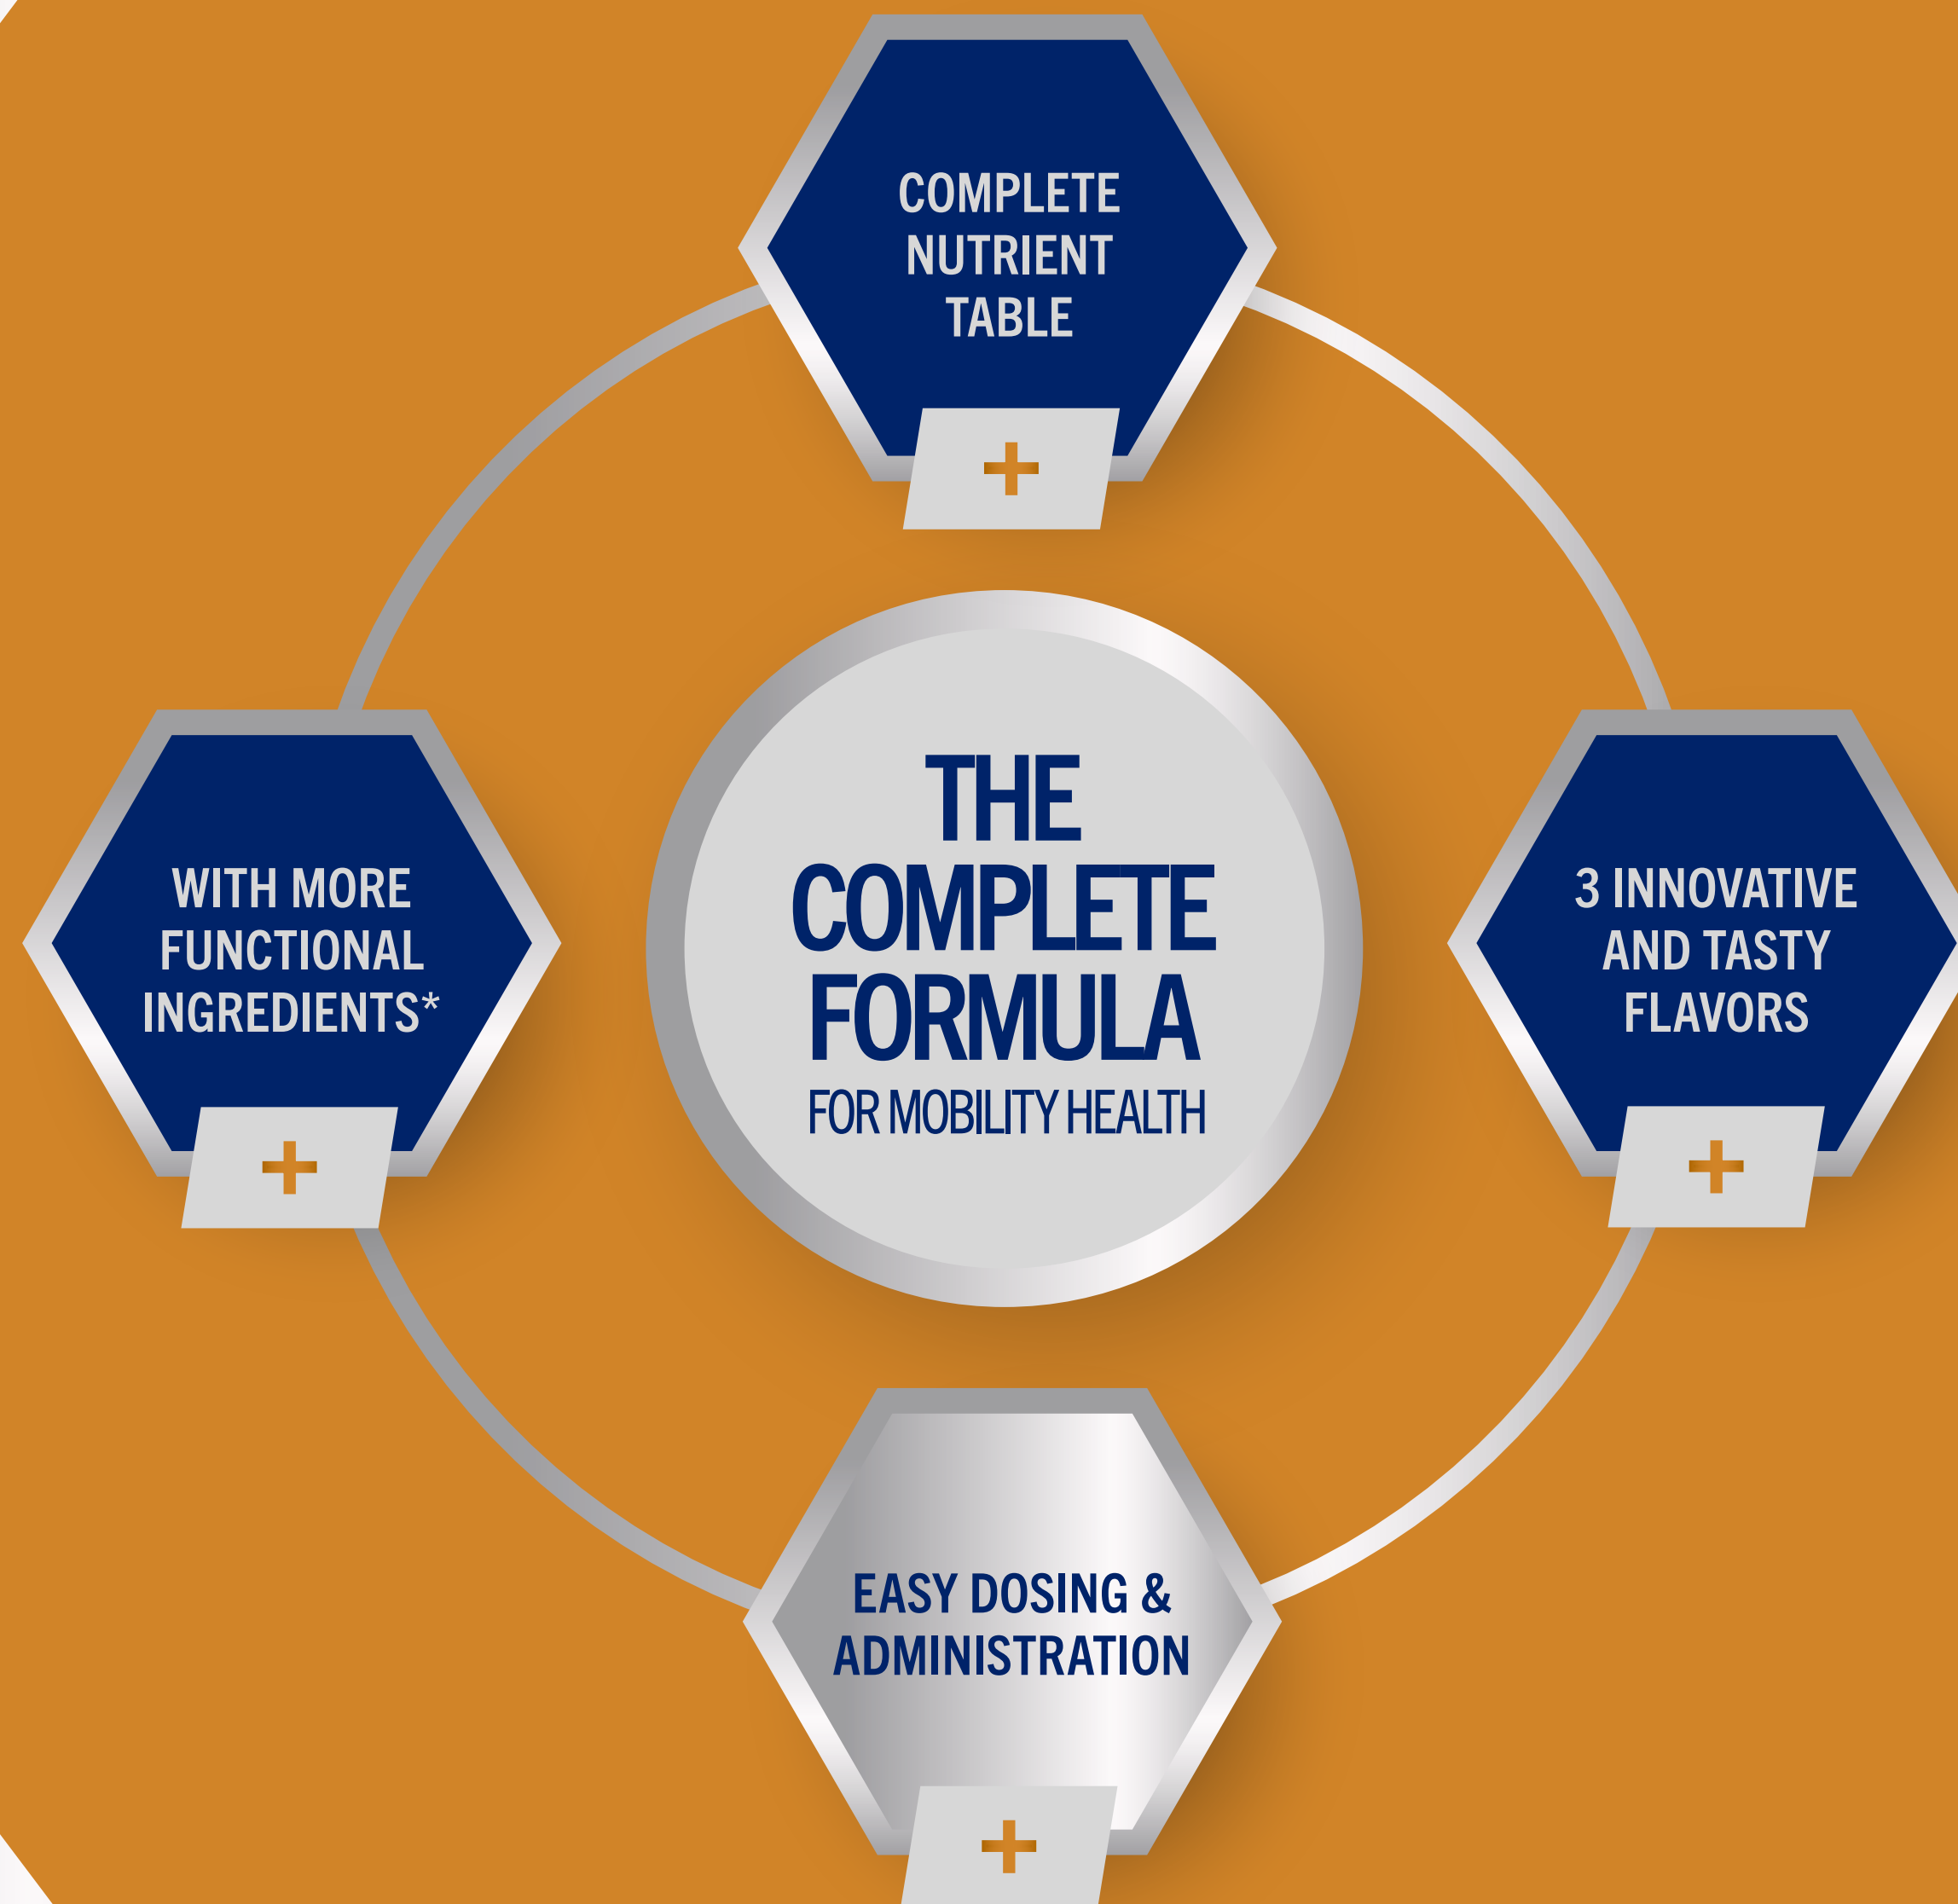 COMPLETE
NUTRIENT
TABLE
+
WITH MORE
FUNCTIONAL
INGREDIENTS*
+
THE
COMPLETE
FORMULA
FOR MOBILITY HEALTH
3 INNOVATIVE
AND TASTY
FLAVORS
+
EASY DOSING &
ADMINISTRATION
+